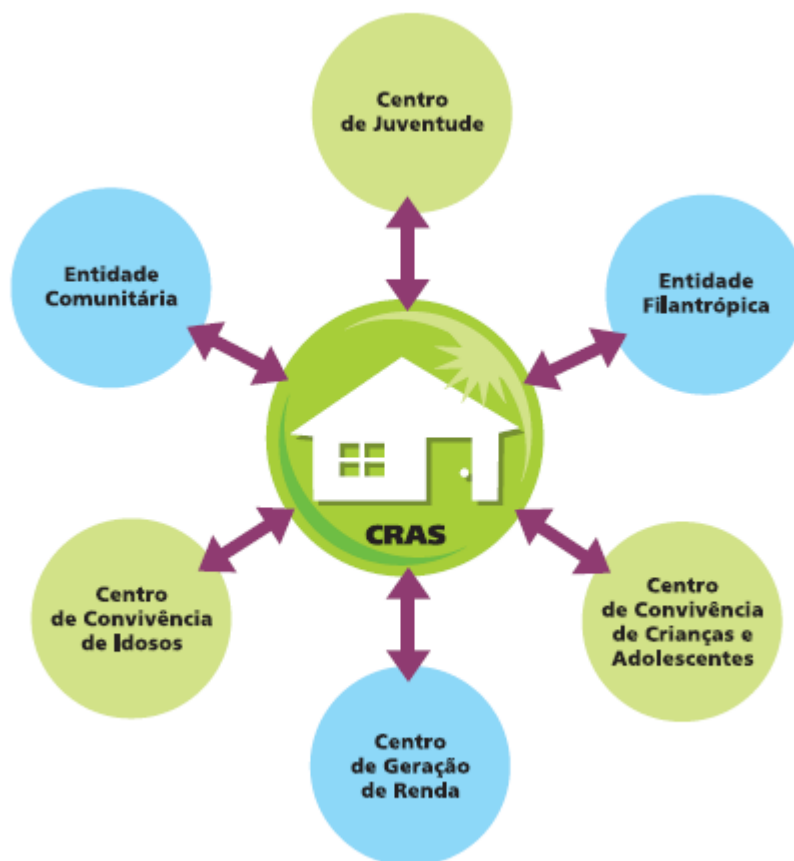 Centro
de Juventude
Entidade
Comunitária
Entidade
Filantrópica
CRAS
Centro
de Convivência
de Idosos
Centro
de Convivência
de Crianças e
Adolescentes
Centro
de Geração
de Renda